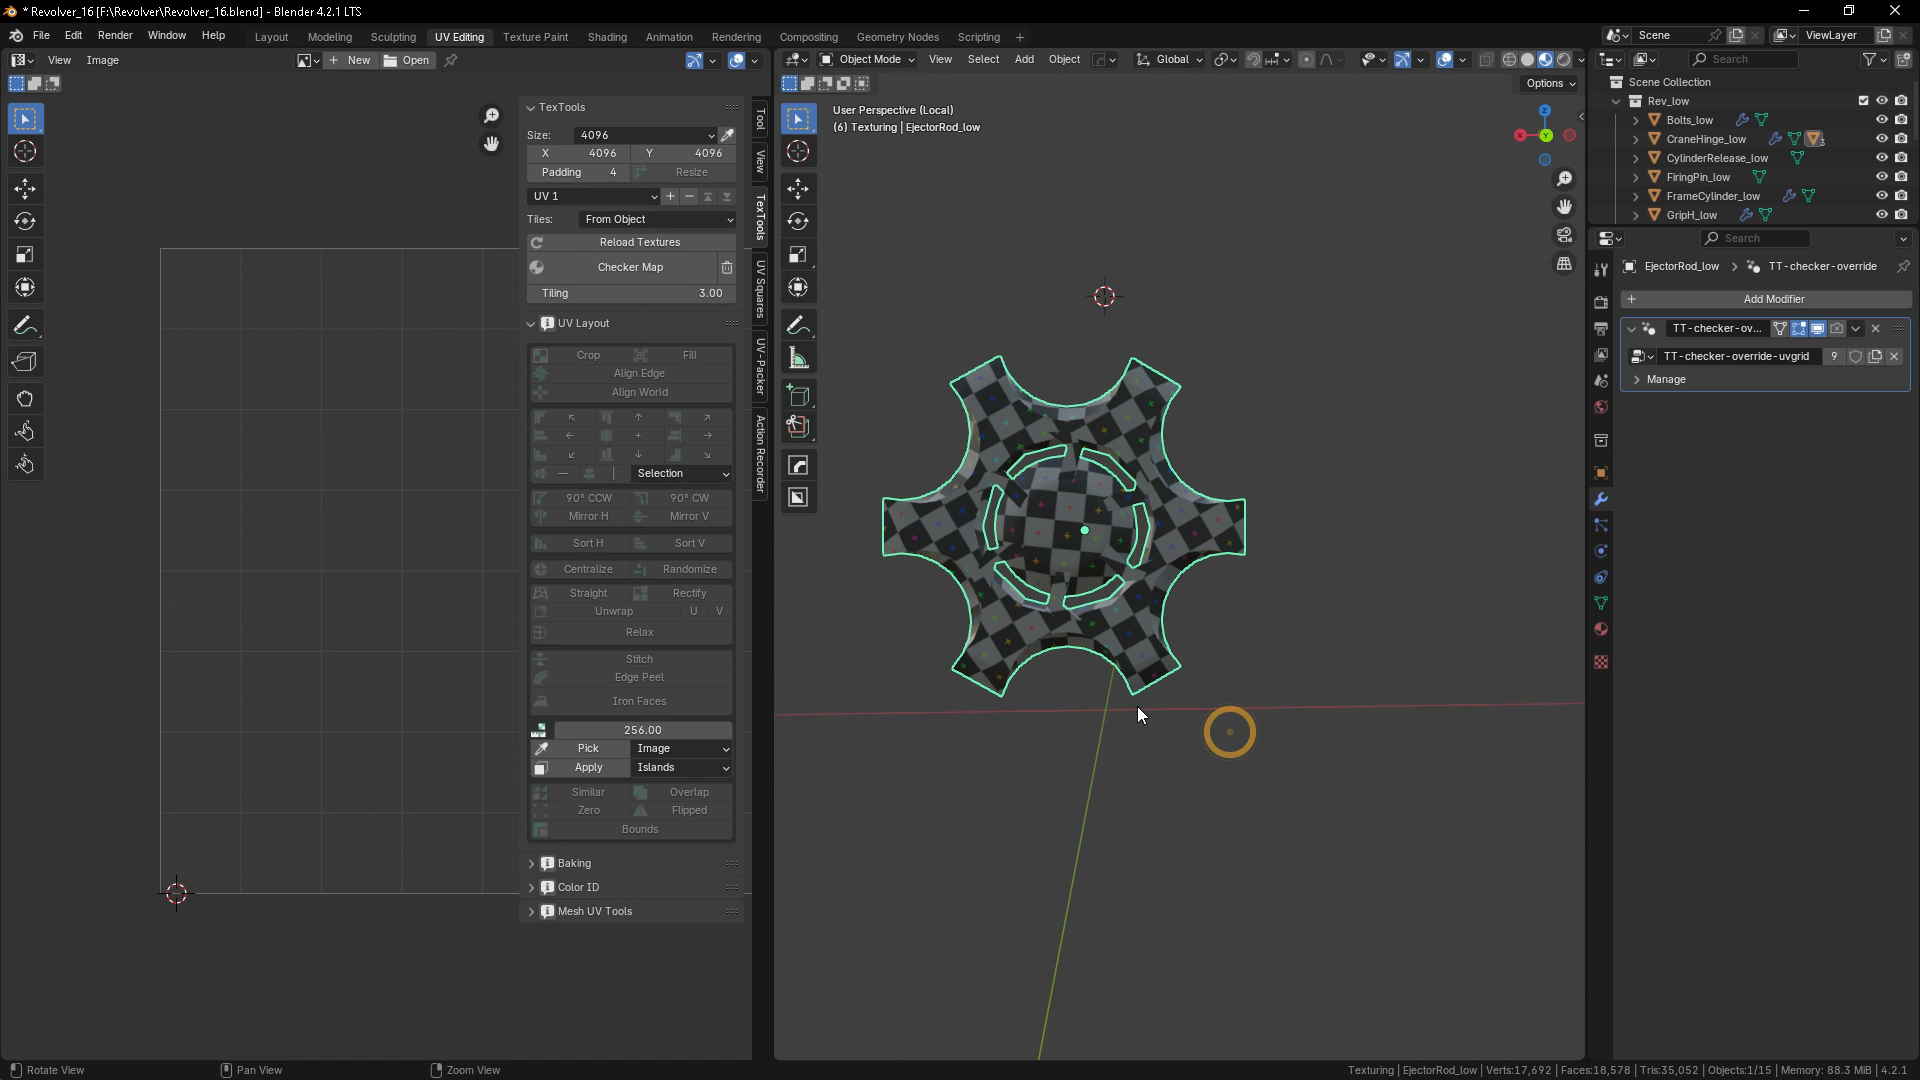 * Revolver_16 [F:\Revolver\Revolver_16.blend] - Blender 4.2.1 LTS
File Edit Render Window Help Layout Modeling Sculpting UV Editing Texture Paint Shading Animation Rendering Compositing Geometry Nodes Scripting + Scene ViewLayer
View Image New Open Object Mode View Select Add Object Global Search
Options
Scene Collection
Rev_low
Bolts_low
CraneHinge_low 3
CylinderRelease_low
FiringPin_low
FrameCylinder_low
GripH_low
TexTools
Size: 4096
X 4096 Y 4096
Padding 4 Resize
UV 1
Tiles: From Object
Reload Textures
Checker Map
Tiling 3.00
UV Layout
Crop Fill
Align Edge
Align World
Selection
90° CCW 90° CW
Mirror H Mirror V
Sort H Sort V
Centralize Randomize
Straight Rectify
Unwrap U V
Relax
Stitch
Edge Peel
Iron Faces
256.00
Pick Image
Apply Islands
Similar Overlap
Zero Flipped
Bounds
Baking
Color ID
Mesh UV Tools
Tool
View
TexTools
UV Squares
UV-Packer
Action Recorder
User Perspective (Local)
(6) Texturing | EjectorRod_low
Z
X
Y
Search
EjectorRod_low > TT-checker-override
Add Modifier
TT-checker-ov...
TT-checker-override-uvgrid 9
Manage
Rotate View Pan View Zoom View Texturing | EjectorRod_low | Verts:17,692 | Faces:18,578 | Tris:35,052 | Objects:1/15 | Memory: 88.3 MiB | 4.2.1